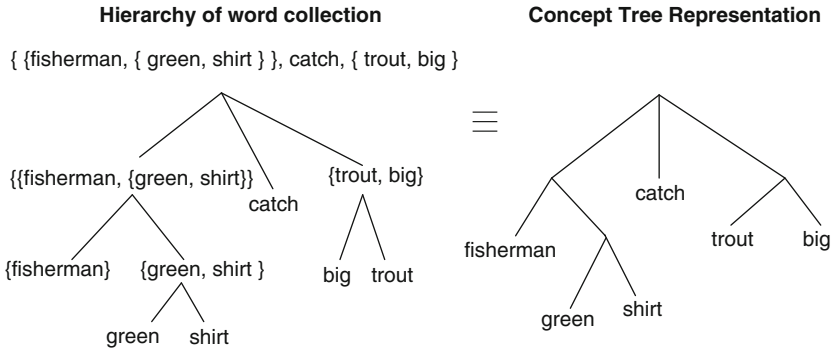 Hierarchy of word collection
Concept Tree Representation
{ {fisherman, { green, shirt } }, catch, { trout, big }
{{fisherman, {green, shirt}}
catch
{trout, big}
{fisherman}
{green, shirt }
big
trout
green
shirt
≡
catch
fisherman
trout
big
green
shirt